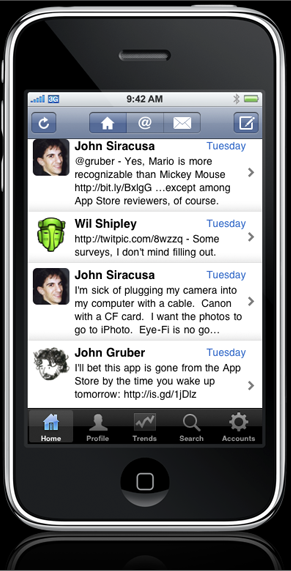 3G 9:42 AM
@
John Siracusa Tuesday
@gruber - Yes, Mario is more
recognizable than Mickey Mouse
http://bit.ly/BxlgG ...except among
App Store reviewers, of course.
Wil Shipley Tuesday
http://twitpic.com/8wzzq - Some
surveys, I don't mind filling out.
John Siracusa Tuesday
I'm sick of plugging my camera into
my computer with a cable. Canon
with a CF card. I want the photos
to go to iPhoto. Eye-Fi is no go...
John Gruber Tuesday
I'll bet this app is gone from the App
Store by the time you wake up
tomorrow: http://is.gd/1jDlz
Home Profile Trends Search Accounts